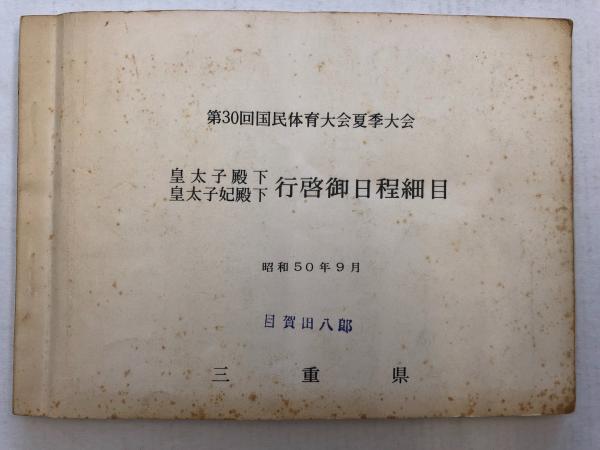 第30回国民体育大会夏季大会
皇太子殿下
皇太子妃殿下
行啓御日程細目
昭和50年9月
目賀田八郎
三重県